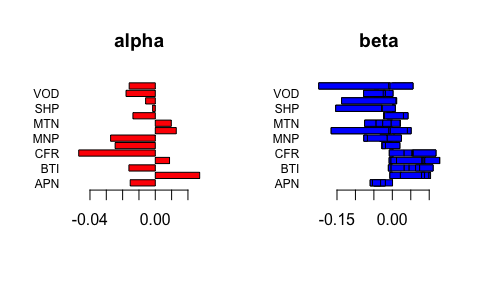 alpha
beta
VOD
SHP
MTN
MNP
CFR
BTI
APN
-0.04
0.00
VOD
SHP
MTN
MNP
CFR
BTI
APN
-0.15
0.00